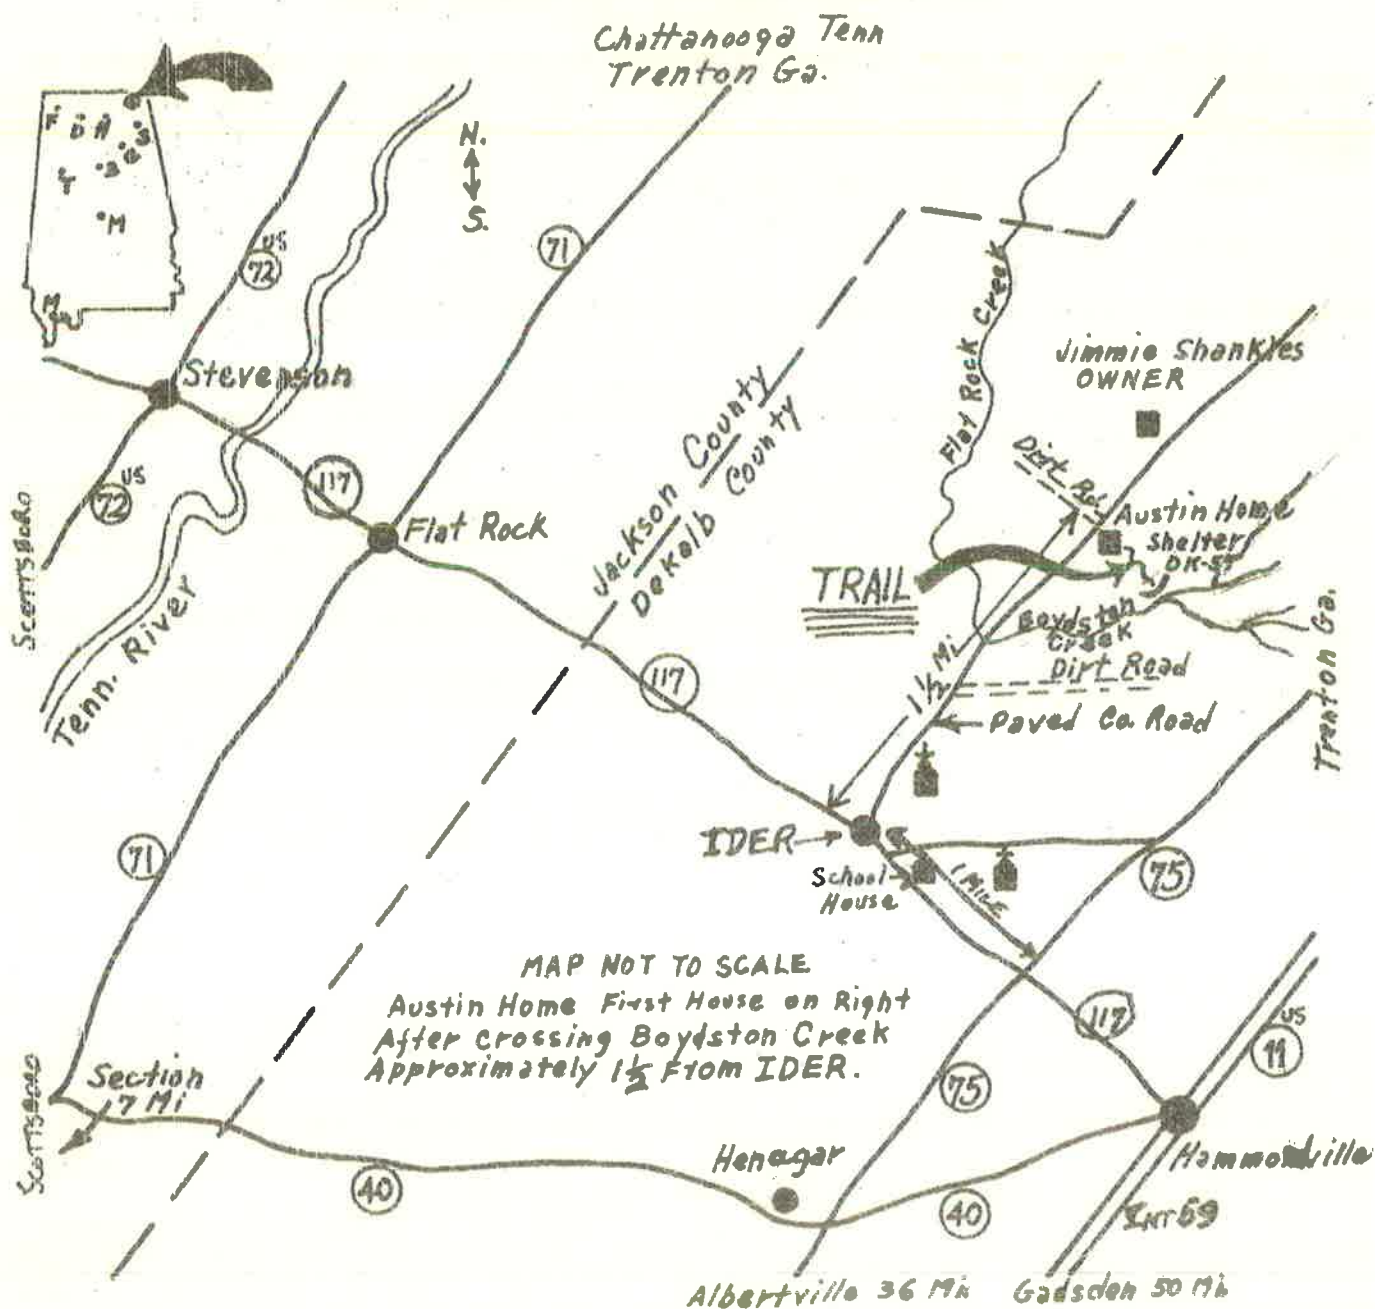 Chattanooga Tenn
Trenton Ga.
F
D A
S
G
B
T
M
M
N.
S.
US
72
71
Stevenson
US
72
117
Flat Rock
SCOTTSBORO
Tenn. River
Jackson County
DeKalb County
Flat Rock Creek
Jimmie Shankles
OWNER
Dirt Rd.
Austin Home
Shelter
DK-57
TRAIL
Boydston
Creek
1½ Mi
Dirt Road
Paved Co. Road
Trenton Ga.
117
71
IDER
School
House
1 MILE
75
MAP NOT TO SCALE
Austin Home First House on Right
After crossing Boydston Creek
Approximately 1½ From IDER.
117
US
11
75
SCOTTSBORO
Section
7 Mi
40
Henagar
40
Hammondville
INT 59
Albertville 36 Mi. Gadsden 50 Mi.